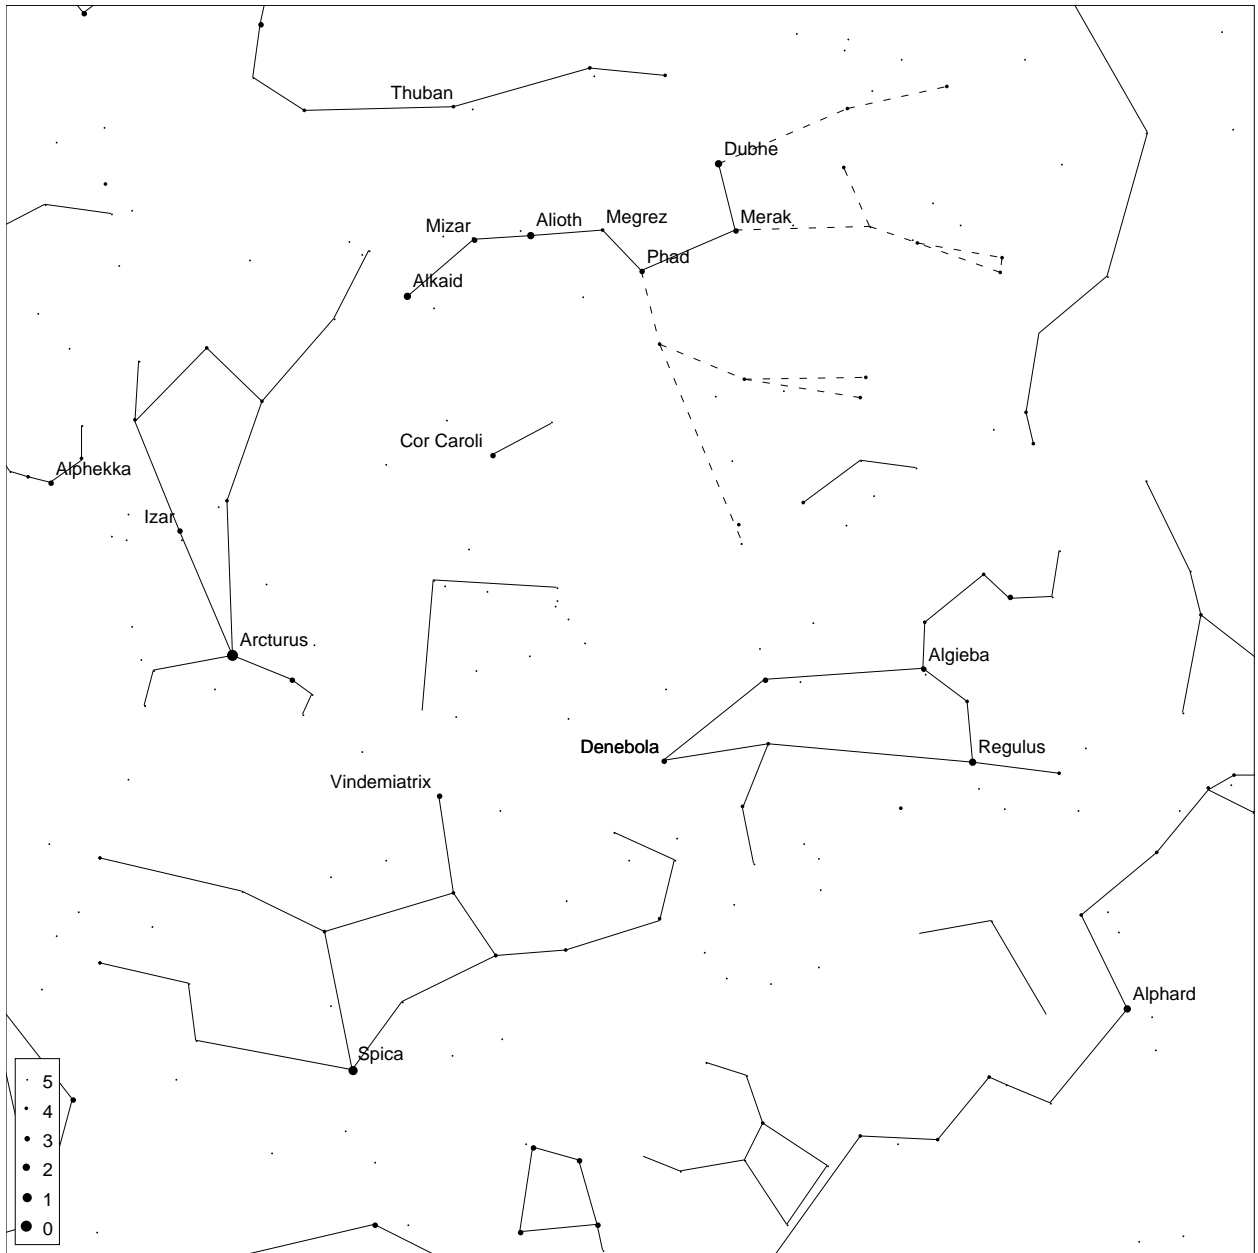 Thuban
Dubhe
Mizar
Alioth
Megrez
Merak
Phad
Alkaid
Cor Caroli
Alphekka
Izar
Arcturus
Algieba
Denebola
Regulus
Vindemiatrix
Alphard
Spica
5
4
3
2
1
0